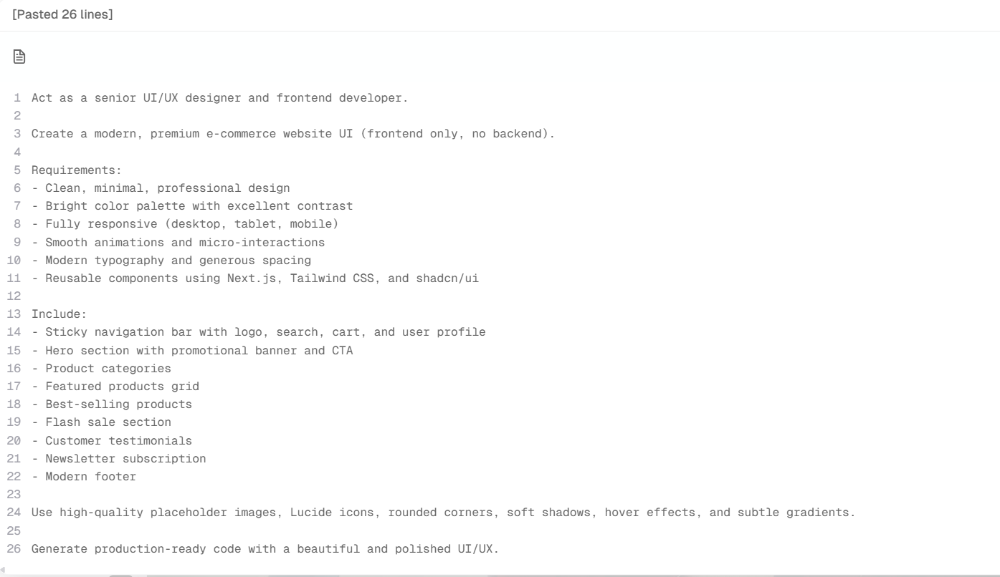 [Pasted 26 lines]
1 Act as a senior UI/UX designer and frontend developer.
2
3 Create a modern, premium e-commerce website UI (frontend only, no backend).
4
5 Requirements:
6 - Clean, minimal, professional design
7 - Bright color palette with excellent contrast
8 - Fully responsive (desktop, tablet, mobile)
9 - Smooth animations and micro-interactions
10 - Modern typography and generous spacing
11 - Reusable components using Next.js, Tailwind CSS, and shadcn/ui
12
13 Include:
14 - Sticky navigation bar with logo, search, cart, and user profile
15 - Hero section with promotional banner and CTA
16 - Product categories
17 - Featured products grid
18 - Best-selling products
19 - Flash sale section
20 - Customer testimonials
21 - Newsletter subscription
22 - Modern footer
23
24 Use high-quality placeholder images, Lucide icons, rounded corners, soft shadows, hover effects, and subtle gradients.
25
26 Generate production-ready code with a beautiful and polished UI/UX.